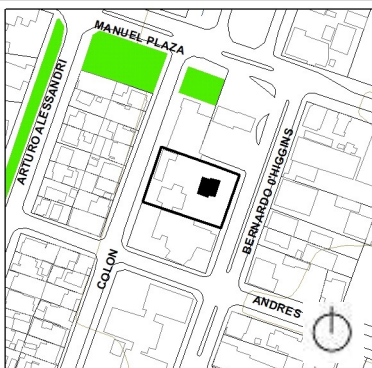 MANUEL PLAZA
ARTURO ALESSANDRI
BERNARDO O'HIGGINS
COLON
ANDRES